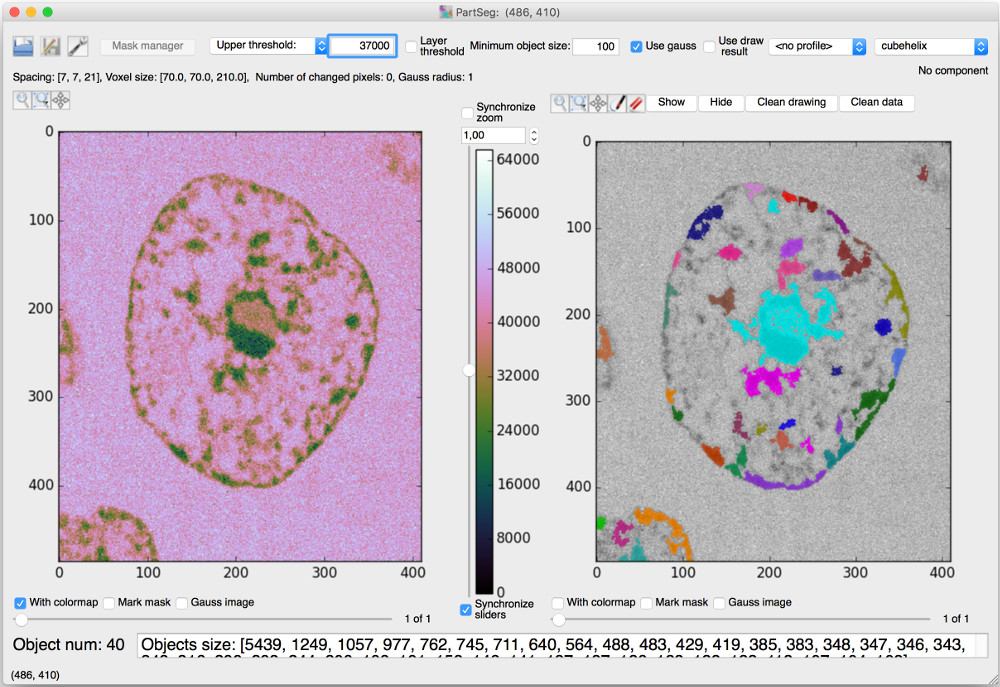 PartSeg: (486, 410)
Mask manager
Upper threshold:
37000
Layer
threshold
Minimum object size:
100
Use gauss
Use draw
result
<no profile>
cubehelix
Spacing: [7, 7, 21], Voxel size: [70.0, 70.0, 210.0], Number of changed pixels: 0, Gauss radius: 1
No component
Synchronize
zoom
1,00
Show
Hide
Clean drawing
Clean data
0
100
200
300
400
0
100
200
300
400
64000
56000
48000
40000
32000
24000
16000
8000
0
0
100
200
300
400
0
100
200
300
400
With colormap
Mark mask
Gauss image
Synchronize
sliders
With colormap
Mark mask
Gauss image
1 of 1
1 of 1
Object num: 40
Objects size: [5439, 1249, 1057, 977, 762, 745, 711, 640, 564, 488, 483, 429, 419, 385, 383, 348, 347, 346, 343,
(486, 410)